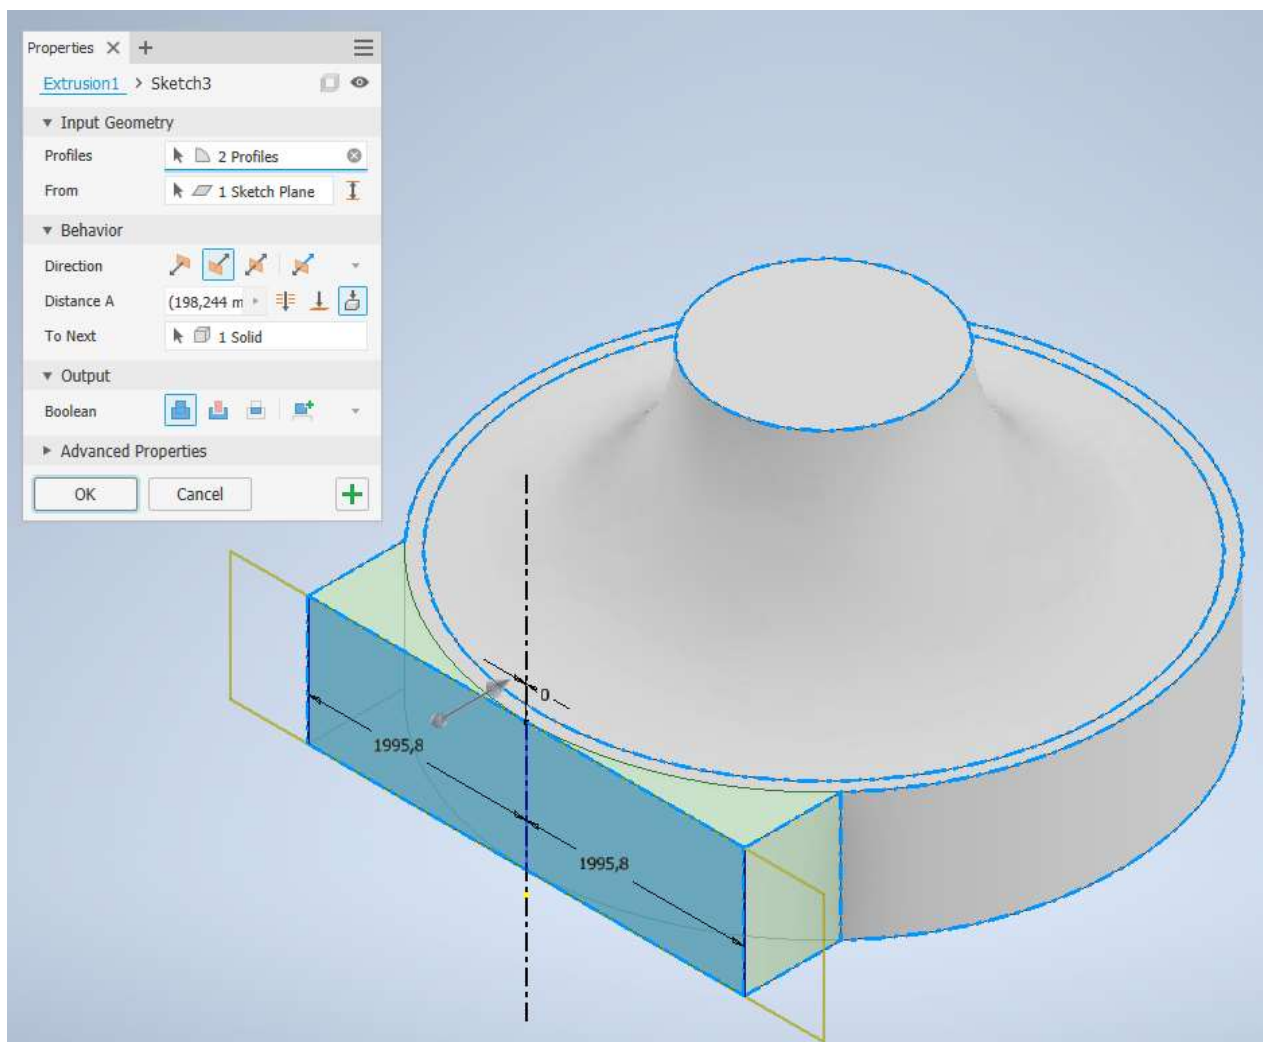 Properties
Extrusion1 > Sketch3
Input Geometry
Profiles 2 Profiles
From 1 Sketch Plane
Behavior
Direction
Distance A (198,244 m
To Next 1 Solid
Output
Boolean
Advanced Properties
OK Cancel
0
1995,8
1995,8